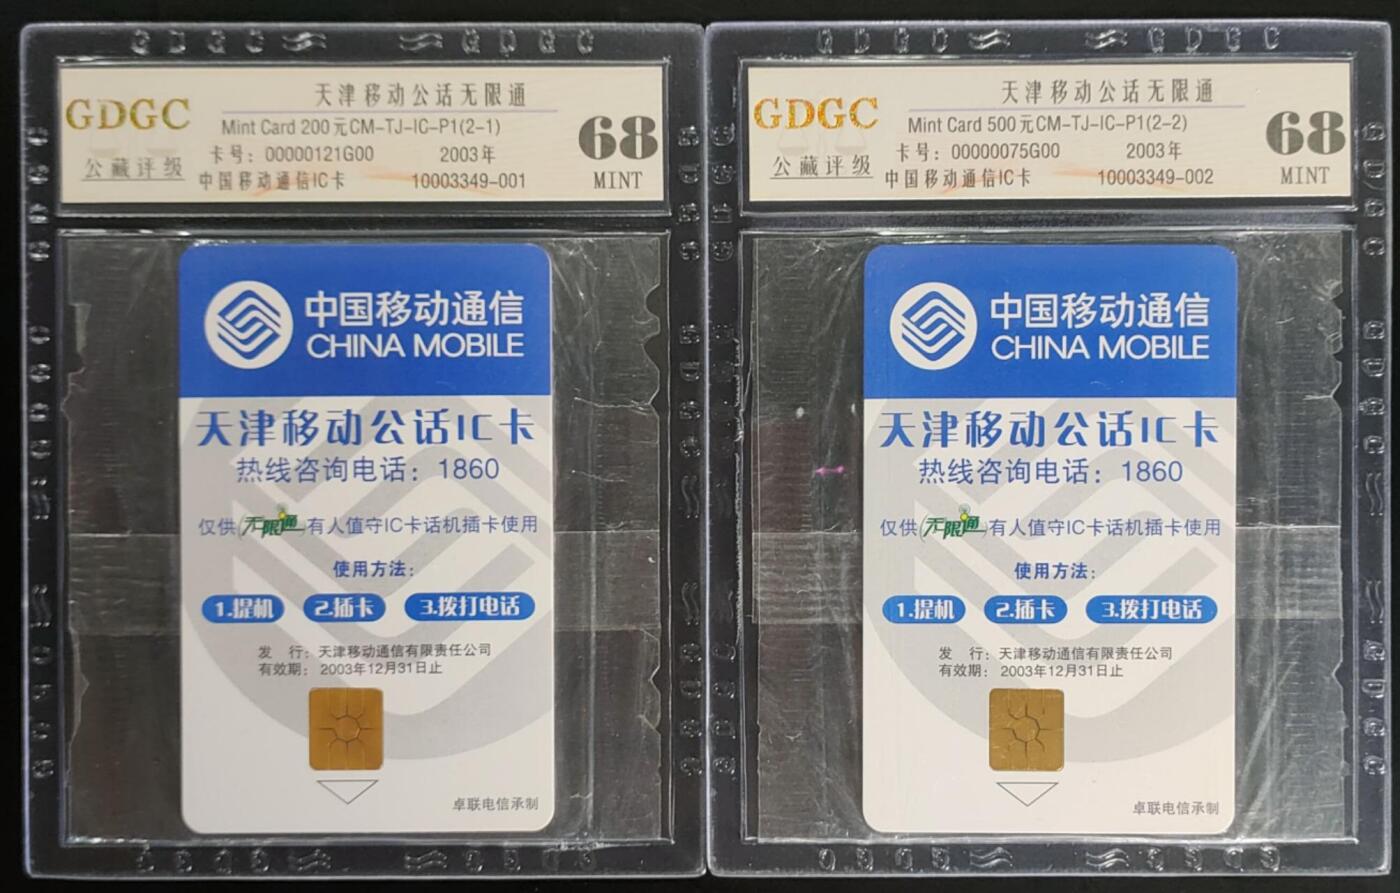 GDGC
公藏评级
天津移动公话无限通
Mint Card 200元CM-TJ-IC-P1(2-1)
卡号: 00000121G00 2003年
中国移动通信IC卡 10003349-001
68
MINT
中国移动通信
CHINA MOBILE
天津移动公话IC卡
热线咨询电话: 1860
仅供(无限通)有人值守IC卡话机插卡使用
使用方法:
1.提机 2.插卡 3.拨打电话
发 行: 天津移动通信有限责任公司
有效期: 2003年12月31日止
卓联电信承制
GDGC
公藏评级
天津移动公话无限通
Mint Card 500元CM-TJ-IC-P1(2-2)
卡号: 00000075G00 2003年
中国移动通信IC卡 10003349-002
68
MINT
中国移动通信
CHINA MOBILE
天津移动公话IC卡
热线咨询电话: 1860
仅供(无限通)有人值守IC卡话机插卡使用
使用方法:
1.提机 2.插卡 3.拨打电话
发 行: 天津移动通信有限责任公司
有效期: 2003年12月31日止
卓联电信承制